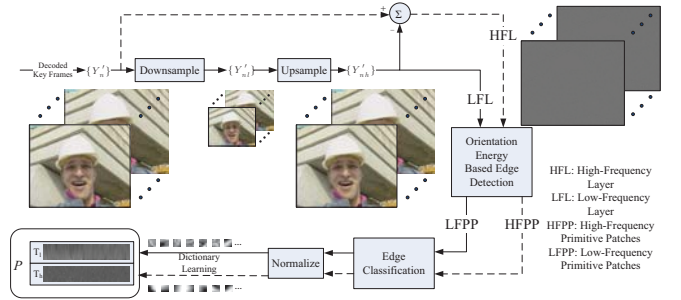 Σ
+
−
HFL
Decoded
Key Frames
{Y'n}
Downsample
{Y'nl}
Upsample
{Y'nh}
LFL
Orientation
Energy
Based Edge
Detection
HFL: High-Frequency
Layer
LFL: Low-Frequency
Layer
HFPP: High-Frequency
Primitive Patches
LFPP: Low-Frequency
Primitive Patches
LFPP
HFPP
P
Tl
Th
...
Dictionary
Learning
...
Normalize
Edge
Classification